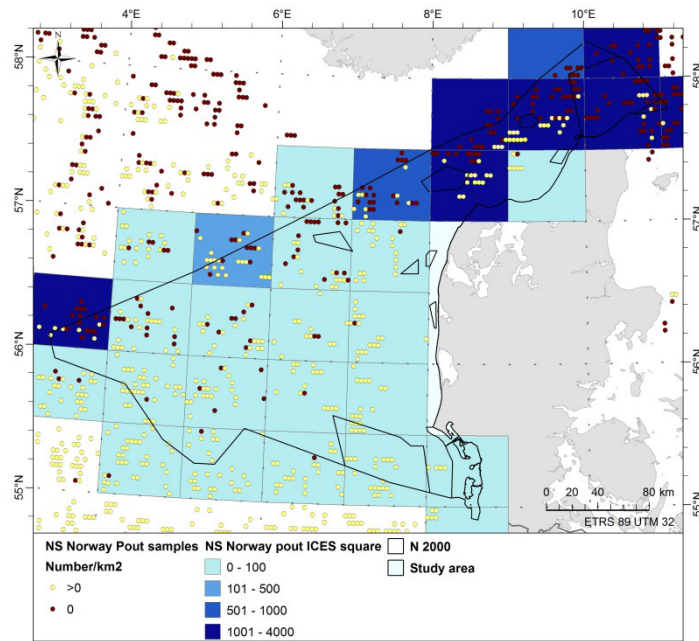 4°E 6°E 8°E 10°E
58°N 58°N
57°N 57°N
56°N 56°N
55°N 55°N
0 20 40 80 km
ETRS 89 UTM 32
NS Norway Pout samples NS Norway pout ICES square N 2000
Number/km2 0 - 100 Study area
>0 101 - 500
0 501 - 1000
1001 - 4000